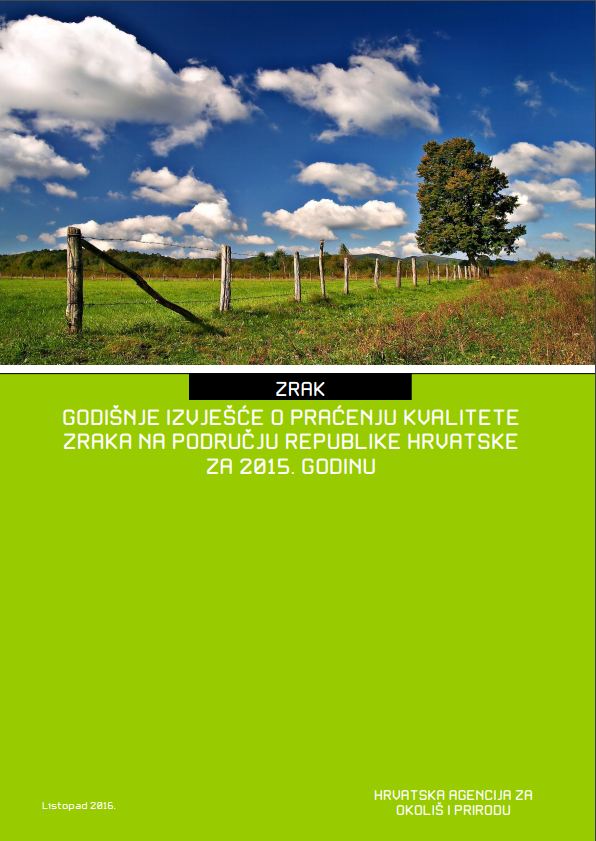 ZRAK
GODIŠNJE IZVJEŠĆE O PRAĆENJU KVALITETE
ZRAKA NA PODRUČJU REPUBLIKE HRVATSKE
ZA 2015. GODINU
Listopad 2016.
HRVATSKA AGENCIJA ZA
OKOLIŠ I PRIRODU